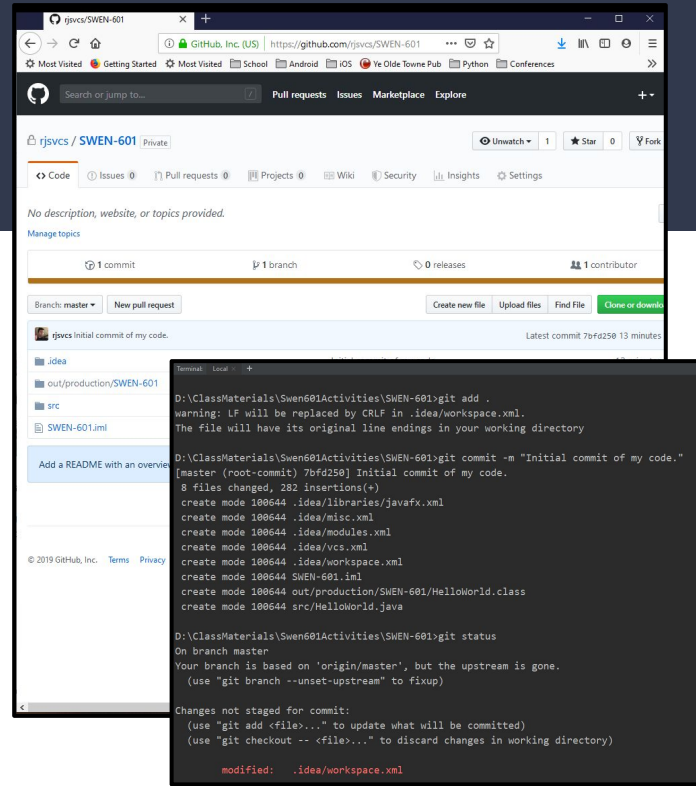 rjsvcs/SWEN-601
GitHub, Inc. (US) https://github.com/rjsvcs/SWEN-601
Most Visited Getting Started Most Visited School Android iOS Ye Olde Towne Pub Python Conferences
Search or jump to... / Pull requests Issues Marketplace Explore
rjsvcs / SWEN-601 Private Unwatch 1 Star 0 Fork
Code Issues 0 Pull requests 0 Projects 0 Wiki Security Insights Settings
No description, website, or topics provided.
Manage topics
1 commit 1 branch 0 releases 1 contributor
Branch: master New pull request Create new file Upload files Find File Clone or downlo
rjsvcs Initial commit of my code. Latest commit 7bfd250 13 minutes
.idea
out/production/SWEN-601
src
SWEN-601.iml
Add a README with an overvie
© 2019 GitHub, Inc. Terms Privacy
Terminal: Local × +
D:\ClassMaterials\Swen601Activities\SWEN-601>git add .
warning: LF will be replaced by CRLF in .idea/workspace.xml.
The file will have its original line endings in your working directory
D:\ClassMaterials\Swen601Activities\SWEN-601>git commit -m "Initial commit of my code."
[master (root-commit) 7bfd250] Initial commit of my code.
8 files changed, 282 insertions(+)
create mode 100644 .idea/libraries/javafx.xml
create mode 100644 .idea/misc.xml
create mode 100644 .idea/modules.xml
create mode 100644 .idea/vcs.xml
create mode 100644 .idea/workspace.xml
create mode 100644 SWEN-601.iml
create mode 100644 out/production/SWEN-601/HelloWorld.class
create mode 100644 src/HelloWorld.java
D:\ClassMaterials\Swen601Activities\SWEN-601>git status
On branch master
Your branch is based on 'origin/master', but the upstream is gone.
(use "git branch --unset-upstream" to fixup)
Changes not staged for commit:
(use "git add <file>..." to update what will be committed)
(use "git checkout -- <file>..." to discard changes in working directory)
modified: .idea/workspace.xml